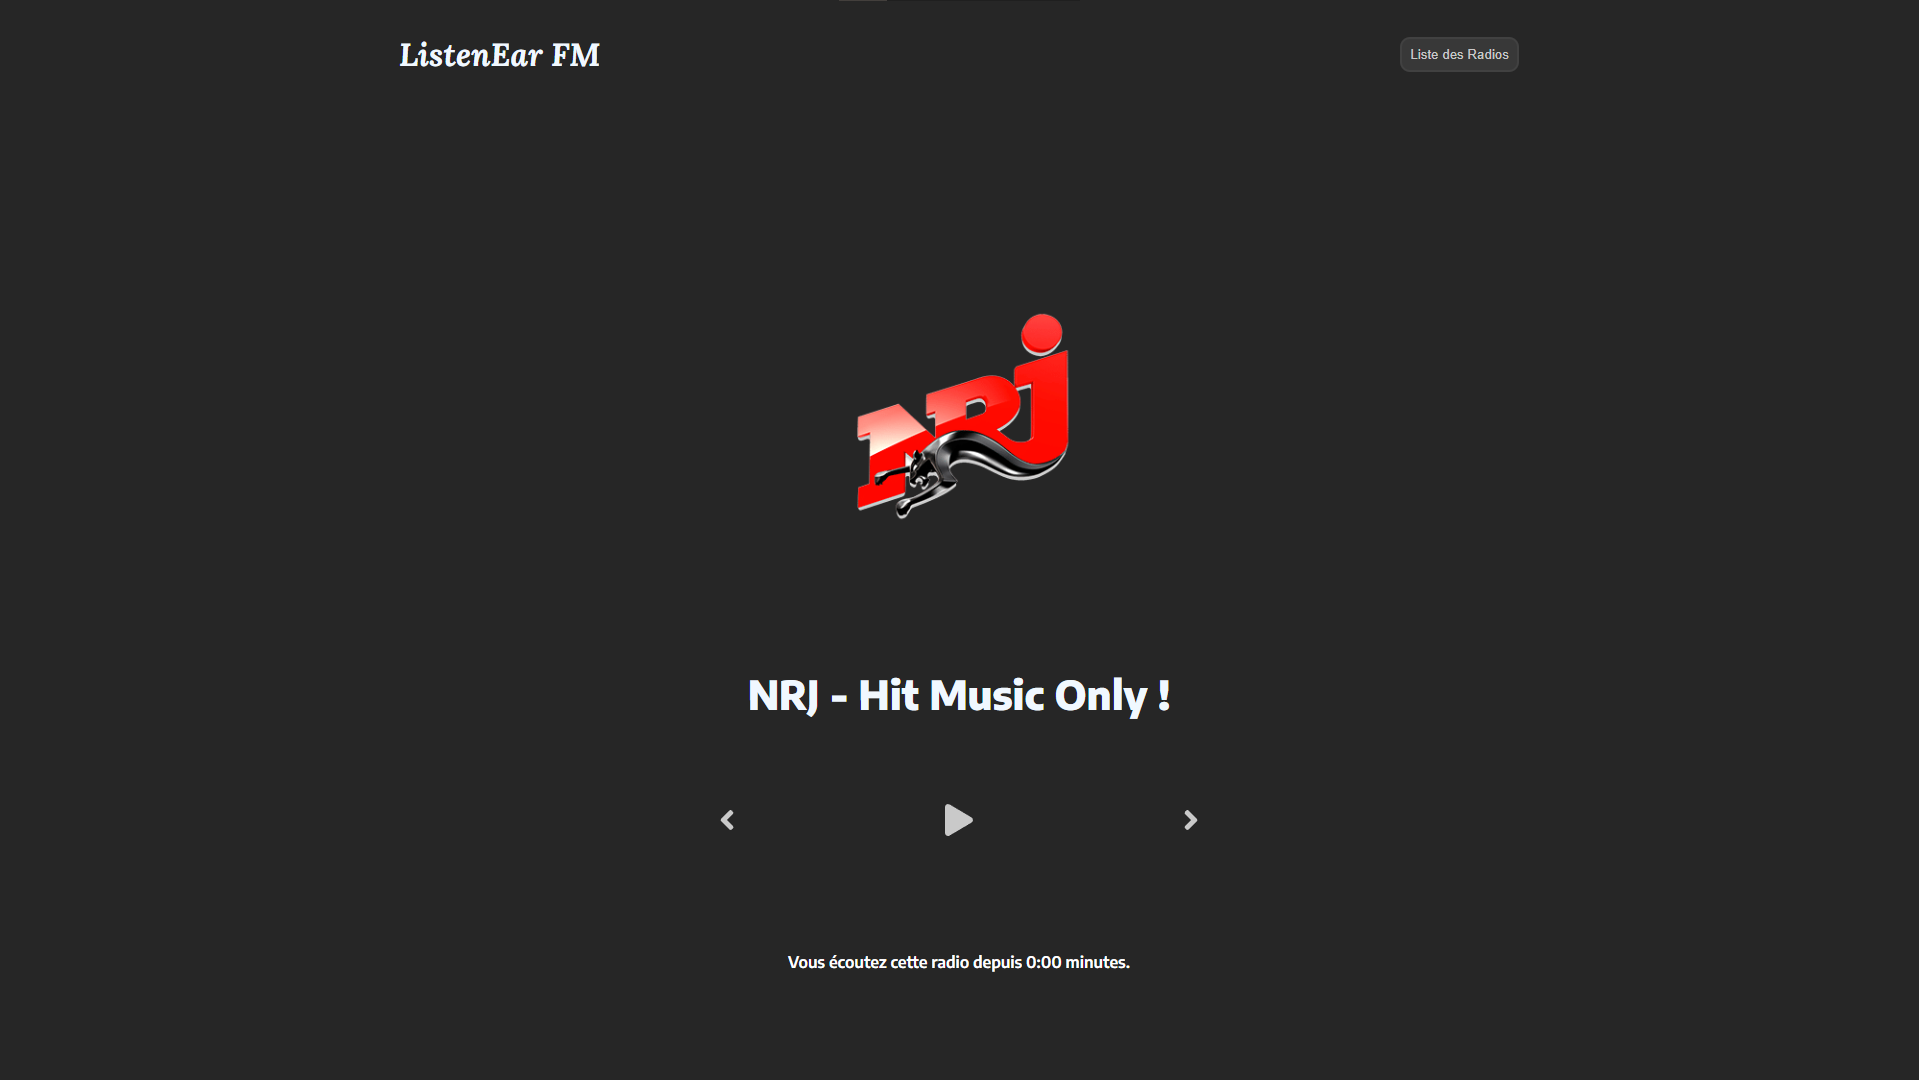 ListenEar FM
Liste des Radios
NRJ
NRJ - Hit Music Only !
Vous écoutez cette radio depuis 0:00 minutes.